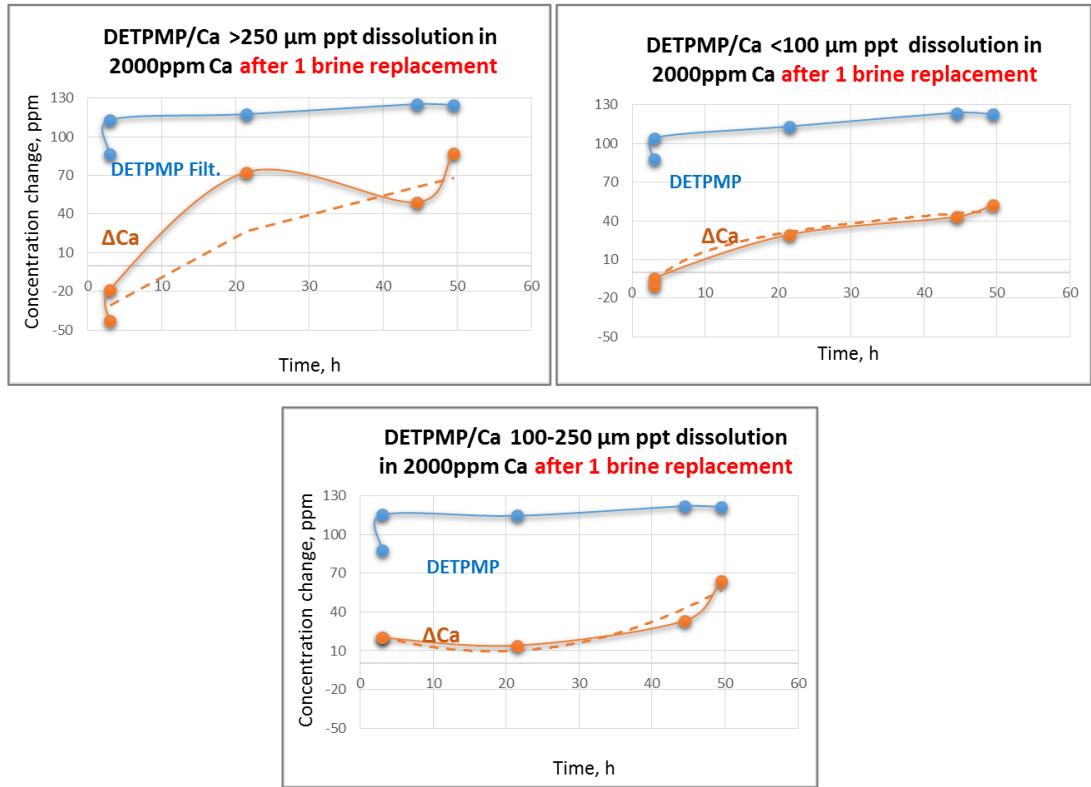 DETPMP/Ca >250 µm ppt dissolution in
2000ppm Ca after 1 brine replacement
Concentration change, ppm
130
100
70
40
10
-20
-50
DETPMP Filt.
ΔCa
0 10 20 30 40 50 60
Time, h
DETPMP/Ca <100 µm ppt dissolution in
2000ppm Ca after 1 brine replacement
130
100
70
40
10
-20
-50
DETPMP
ΔCa
0 10 20 30 40 50 60
Time, h
DETPMP/Ca 100-250 µm ppt dissolution
in 2000ppm Ca after 1 brine replacement
Concentration change, ppm
130
100
70
40
10
-20
-50
DETPMP
ΔCa
0 10 20 30 40 50 60
Time, h